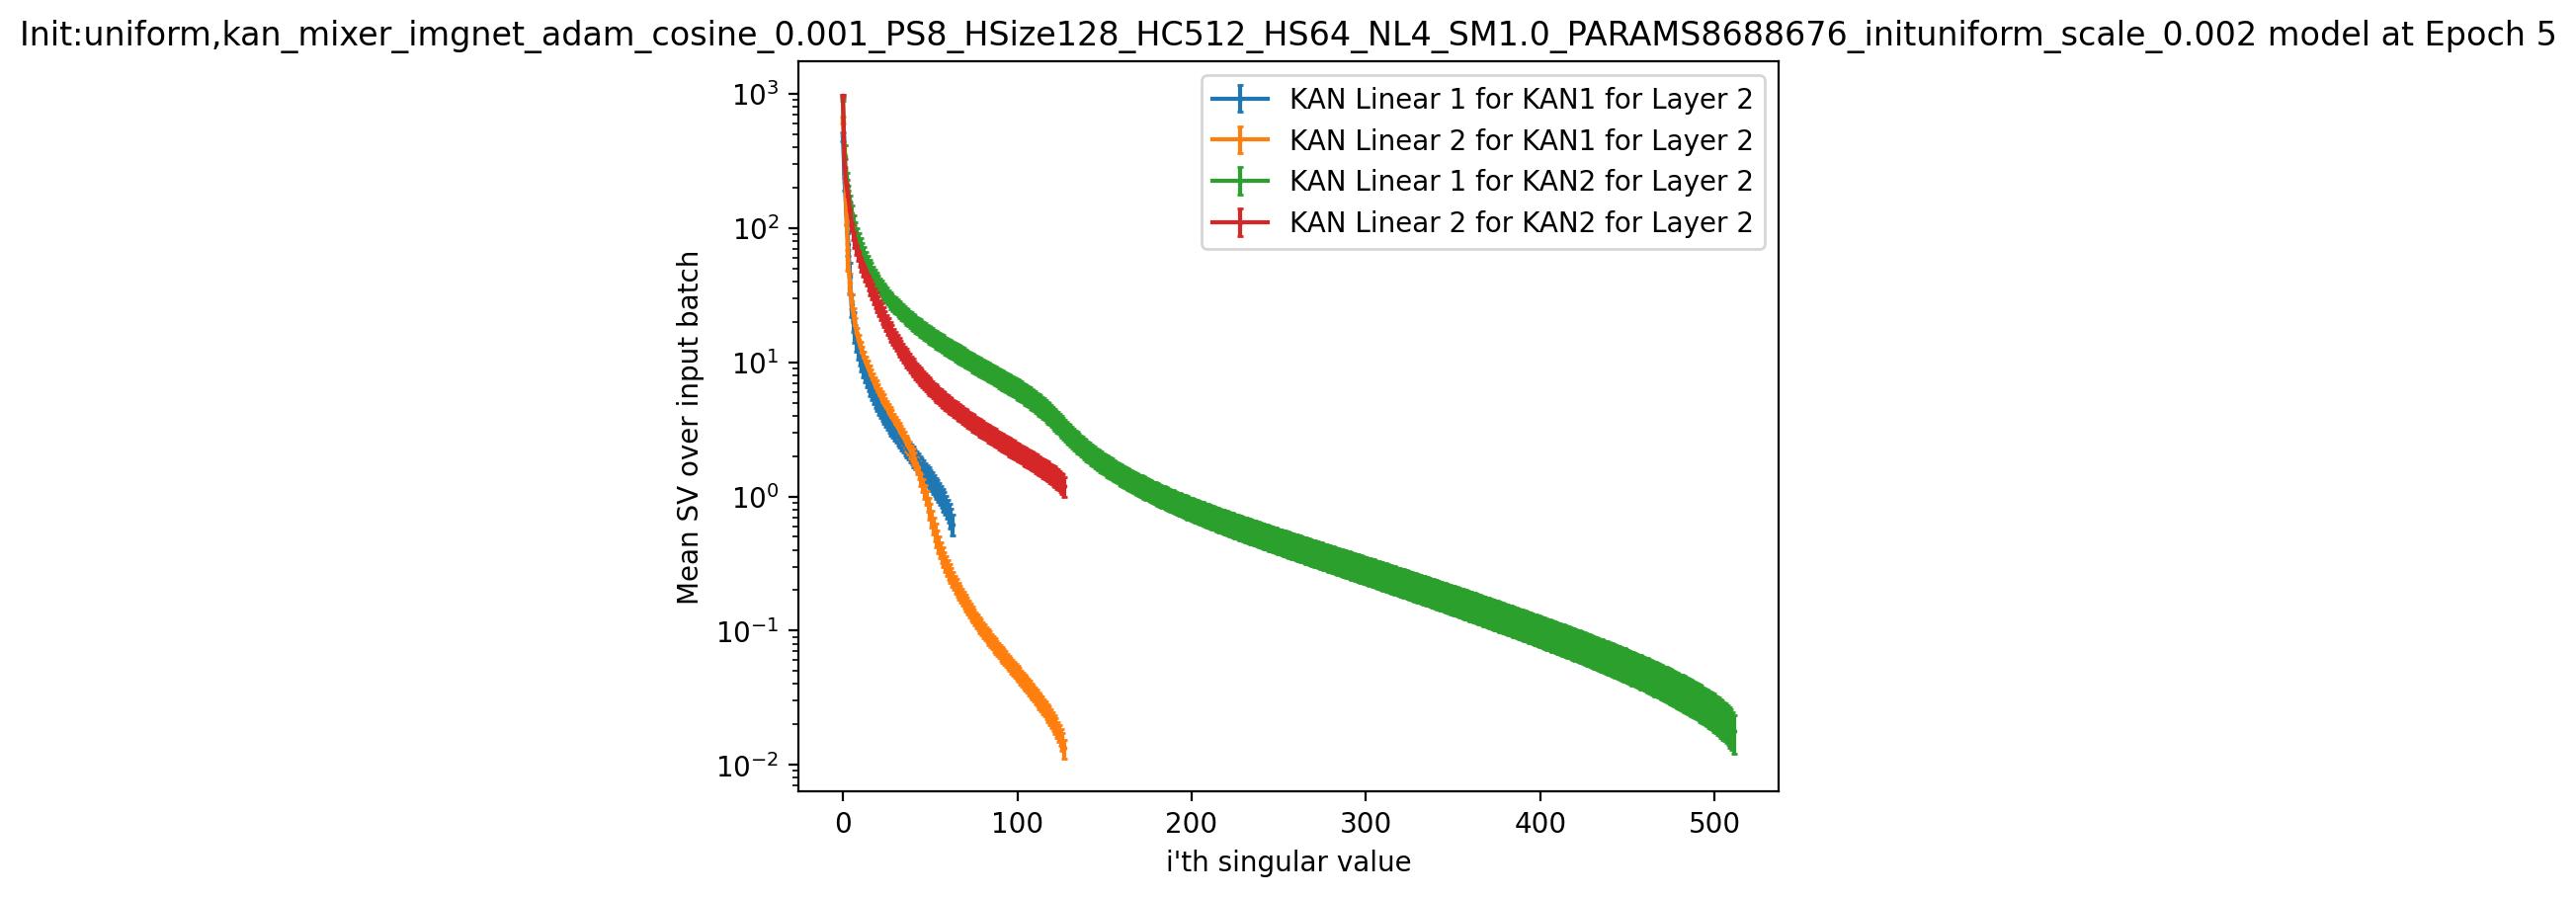 Init:uniform,kan_mixer_imgnet_adam_cosine_0.001_PS8_HSize128_HC512_HS64_NL4_SM1.0_PARAMS8688676_inituniform_scale_0.002 model at Epoch 5
KAN Linear 1 for KAN1 for Layer 2
KAN Linear 2 for KAN1 for Layer 2
KAN Linear 1 for KAN2 for Layer 2
KAN Linear 2 for KAN2 for Layer 2
Mean SV over input batch
10³
10²
10¹
10⁰
10⁻¹
10⁻²
0 100 200 300 400 500
i'th singular value